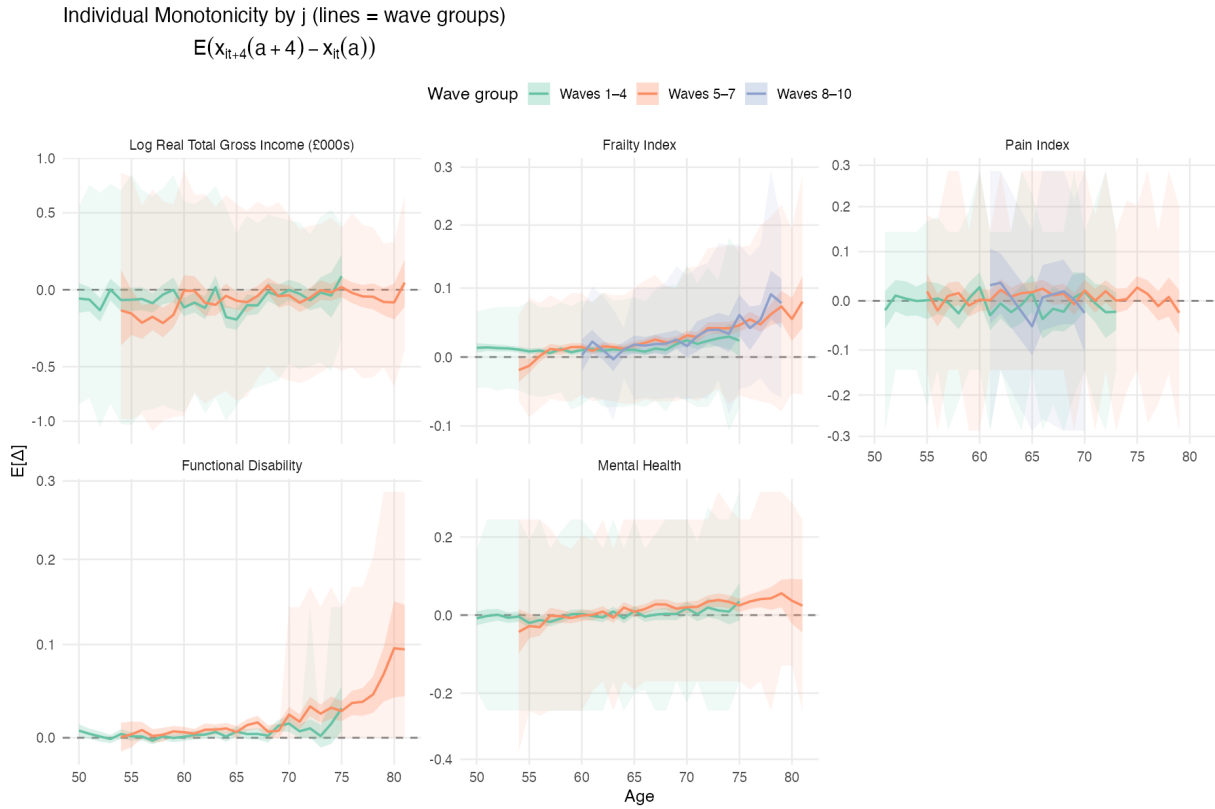 Individual Monotonicity by j (lines = wave groups)
E(x_{it+4}(a + 4) − x_{it}(a))
Wave group Waves 1–4 Waves 5–7 Waves 8–10
Log Real Total Gross Income (£000s)
1.0
0.5
0.0
-0.5
-1.0
Frailty Index
0.3
0.2
0.1
0.0
-0.1
Pain Index
0.3
0.2
0.1
0.0
-0.1
-0.2
-0.3
50 55 60 65 70 75 80
E[Δ]
Functional Disability
0.3
0.2
0.1
0.0
50 55 60 65 70 75 80
Mental Health
0.2
0.0
-0.2
-0.4
50 55 60 65 70 75 80
Age